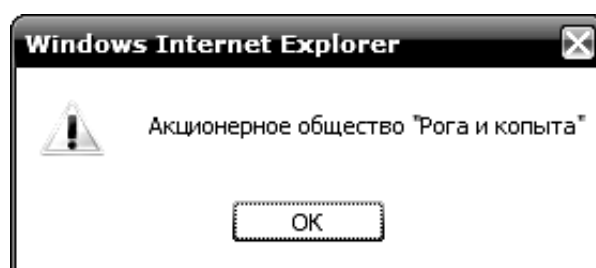 Windows Internet Explorer
Акционерное общество "Рога и копыта"
OK